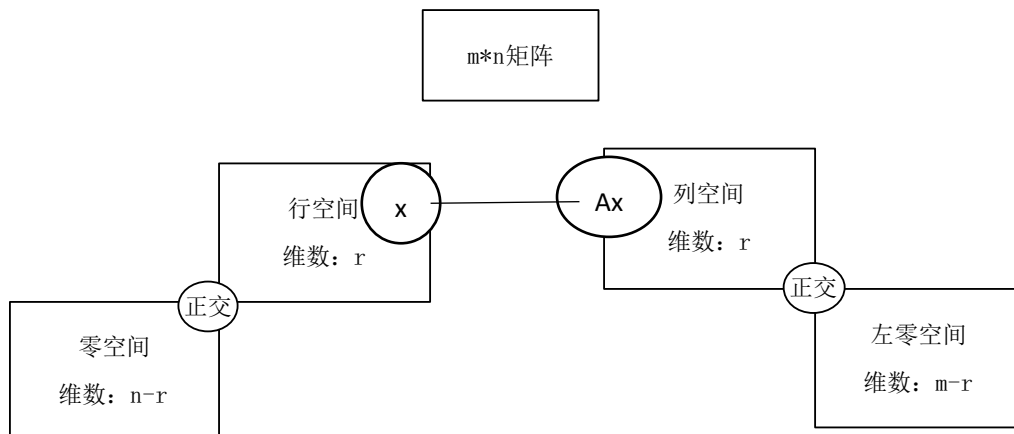 m*n矩阵
行空间
维数：r
x
Ax
列空间
维数：r
正交
正交
零空间
维数：n-r
左零空间
维数：m-r